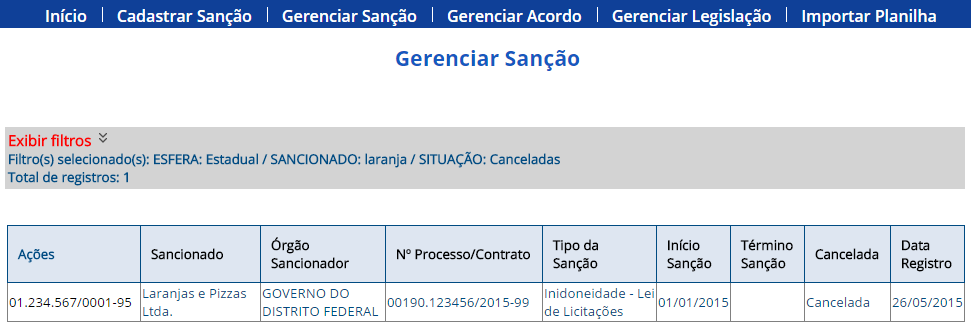 Início | Cadastrar Sanção | Gerenciar Sanção | Gerenciar Acordo | Gerenciar Legislação | Importar Planilha
Gerenciar Sanção
Exibir filtros
Filtro(s) selecionado(s): ESFERA: Estadual / SANCIONADO: laranja / SITUAÇÃO: Canceladas
Total de registros: 1
Ações
Sancionado
Órgão
Sancionador
Nº Processo/Contrato
Tipo da
Sanção
Início
Sanção
Término
Sanção
Cancelada
Data
Registro
01.234.567/0001-95
Laranjas e Pizzas
Ltda.
GOVERNO DO
DISTRITO FEDERAL
00190.123456/2015-99
Inidoneidade - Lei
de Licitações
01/01/2015
Cancelada
26/05/2015